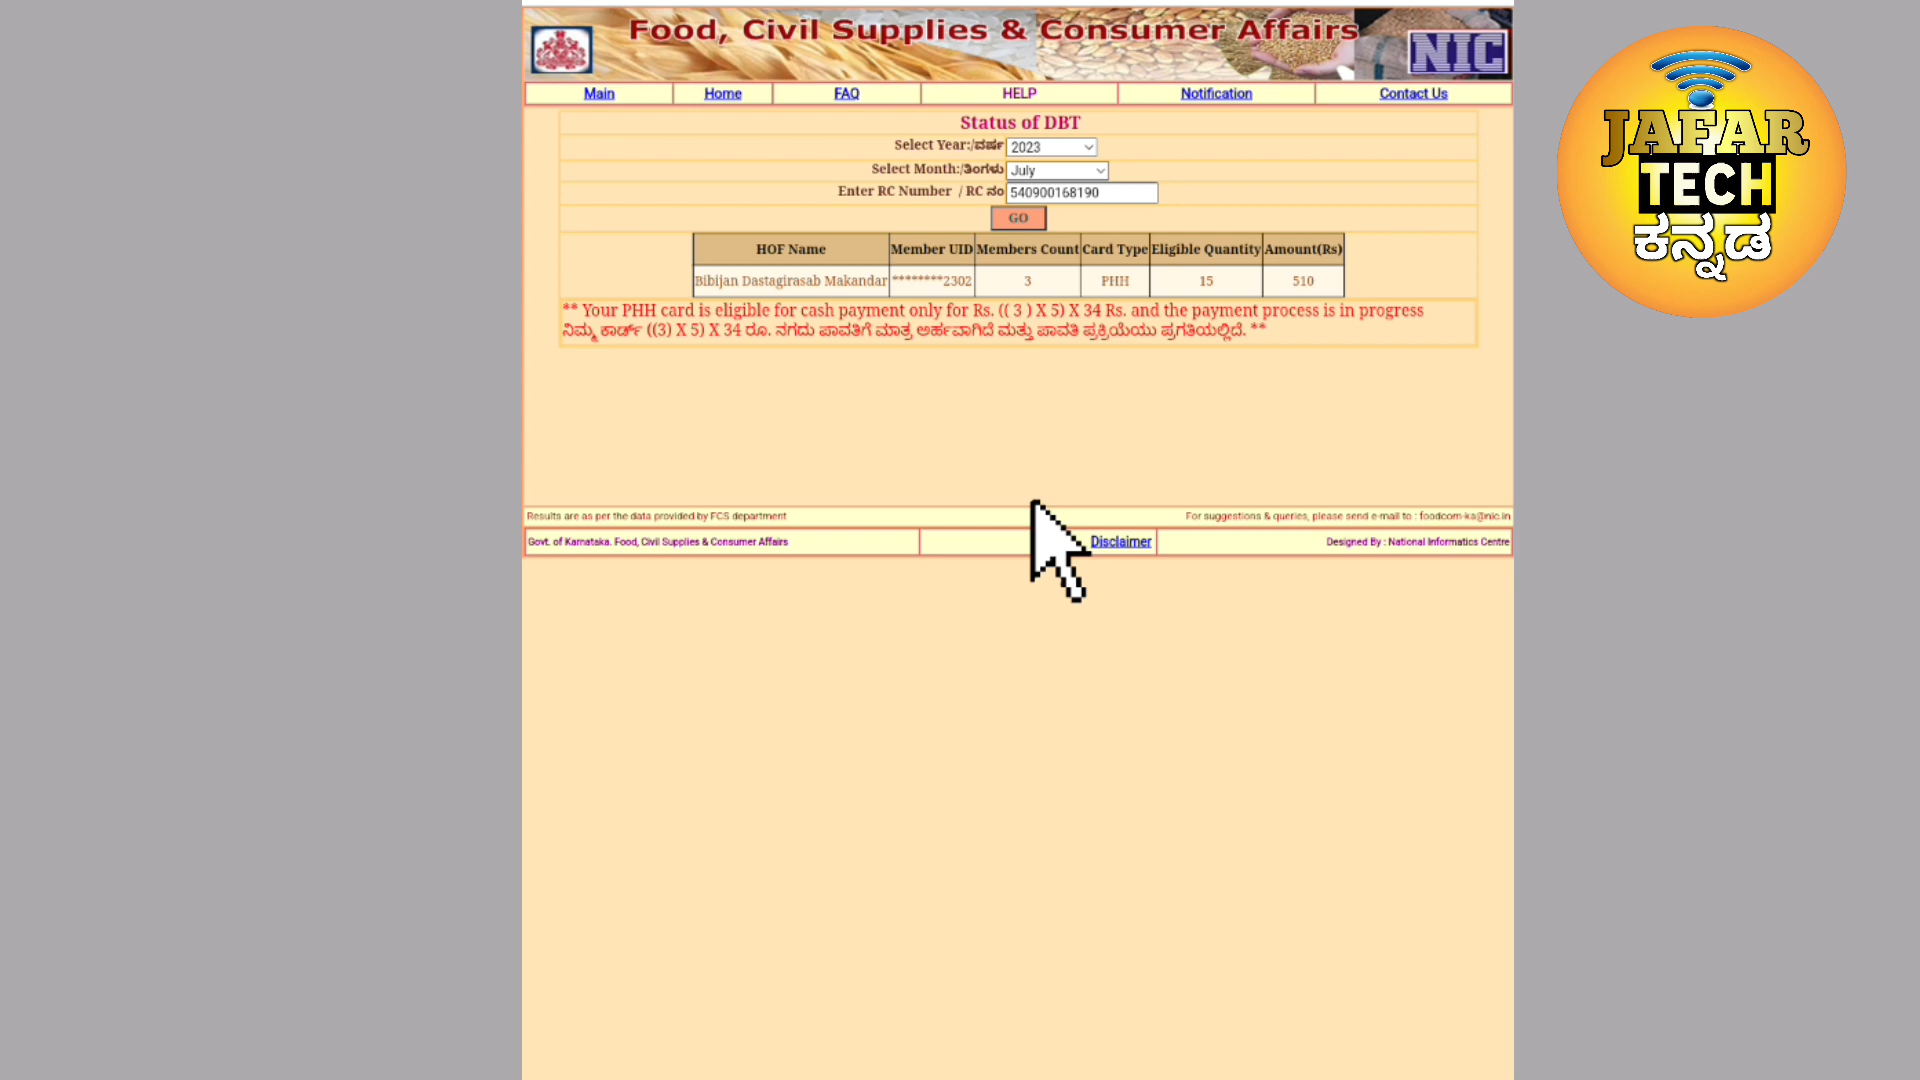 Food, Civil Supplies & Consumer Affairs
NIC
Main Home FAQ HELP Notification Contact Us
Status of DBT
Select Year:/ವರ್ಷ 2023
Select Month:/ತಿಂಗಳು July
Enter RC Number / RC ನಂ 540900168190
GO
HOF Name Member UID Members Count Card Type Eligible Quantity Amount(Rs)
Bibijan Dastagirasab Makandar ********2302 3 PHH 15 510
** Your PHH card is eligible for cash payment only for Rs. (( 3 ) X 5) X 34 Rs. and the payment process is in progress
ನಿಮ್ಮ ಕಾರ್ಡ್ ((3) X 5) X 34 ರೂ. ನಗದು ಪಾವತಿಗೆ ಮಾತ್ರ ಅರ್ಹವಾಗಿದೆ ಮತ್ತು ಪಾವತಿ ಪ್ರಕ್ರಿಯೆಯು ಪ್ರಗತಿಯಲ್ಲಿದೆ. **
Results are as per the data provided by FCS department For suggestions & queries, please send e-mail to : foodcom-ka@nic.in
Govt. of Karnataka. Food, Civil Supplies & Consumer Affairs Disclaimer Designed By : National Informatics Centre
JAFAR
TECH
ಕನ್ನಡ